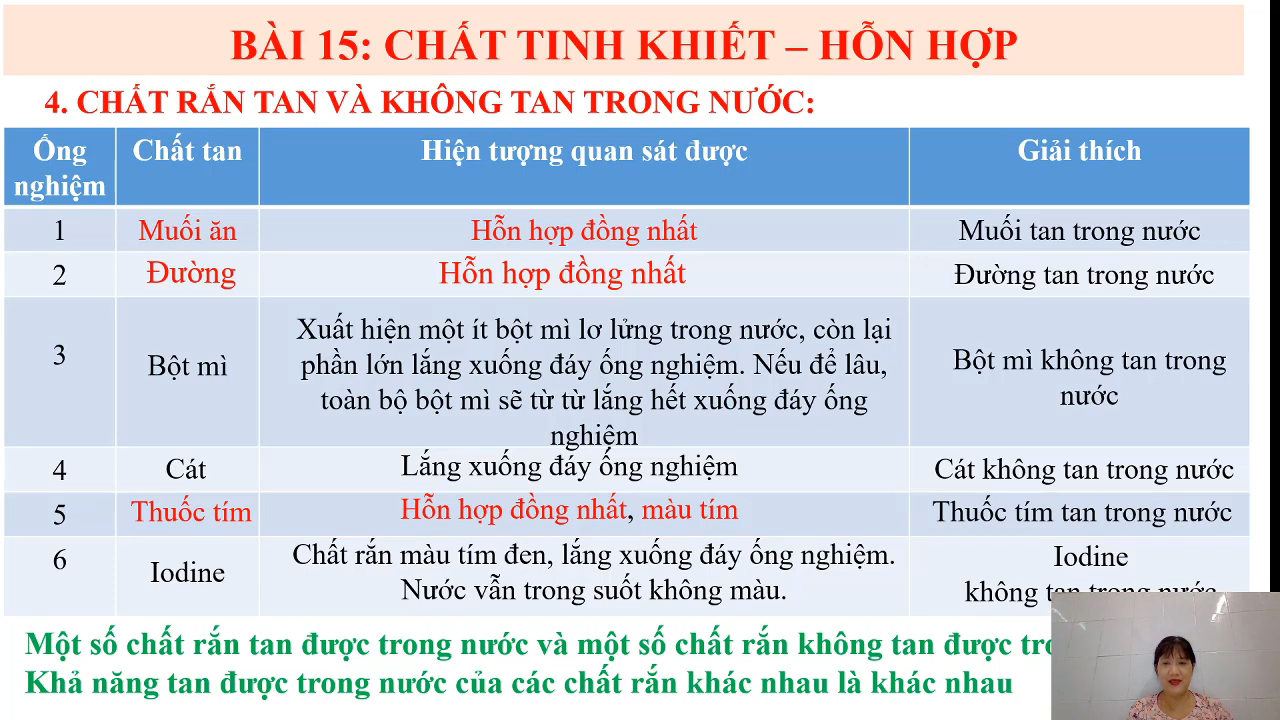 BÀI 15: CHẤT TINH KHIẾT – HỖN HỢP
4. CHẤT RẮN TAN VÀ KHÔNG TAN TRONG NƯỚC:
Ống nghiệm Chất tan Hiện tượng quan sát được Giải thích
1 Muối ăn Hỗn hợp đồng nhất Muối tan trong nước
2 Đường Hỗn hợp đồng nhất Đường tan trong nước
3 Bột mì
Xuất hiện một ít bột mì lơ lửng trong nước, còn lại
phần lớn lắng xuống đáy ống nghiệm. Nếu để lâu,
toàn bộ bột mì sẽ từ từ lắng hết xuống đáy ống
nghiệm
Bột mì không tan trong
nước
4 Cát Lắng xuống đáy ống nghiệm Cát không tan trong nước
5 Thuốc tím Hỗn hợp đồng nhất, màu tím Thuốc tím tan trong nước
6 Iodine
Chất rắn màu tím đen, lắng xuống đáy ống nghiệm.
Nước vẫn trong suốt không màu.
Iodine
không tan trong nước
Một số chất rắn tan được trong nước và một số chất rắn không tan được
Khả năng tan được trong nước của các chất rắn khác nhau là khác nhau